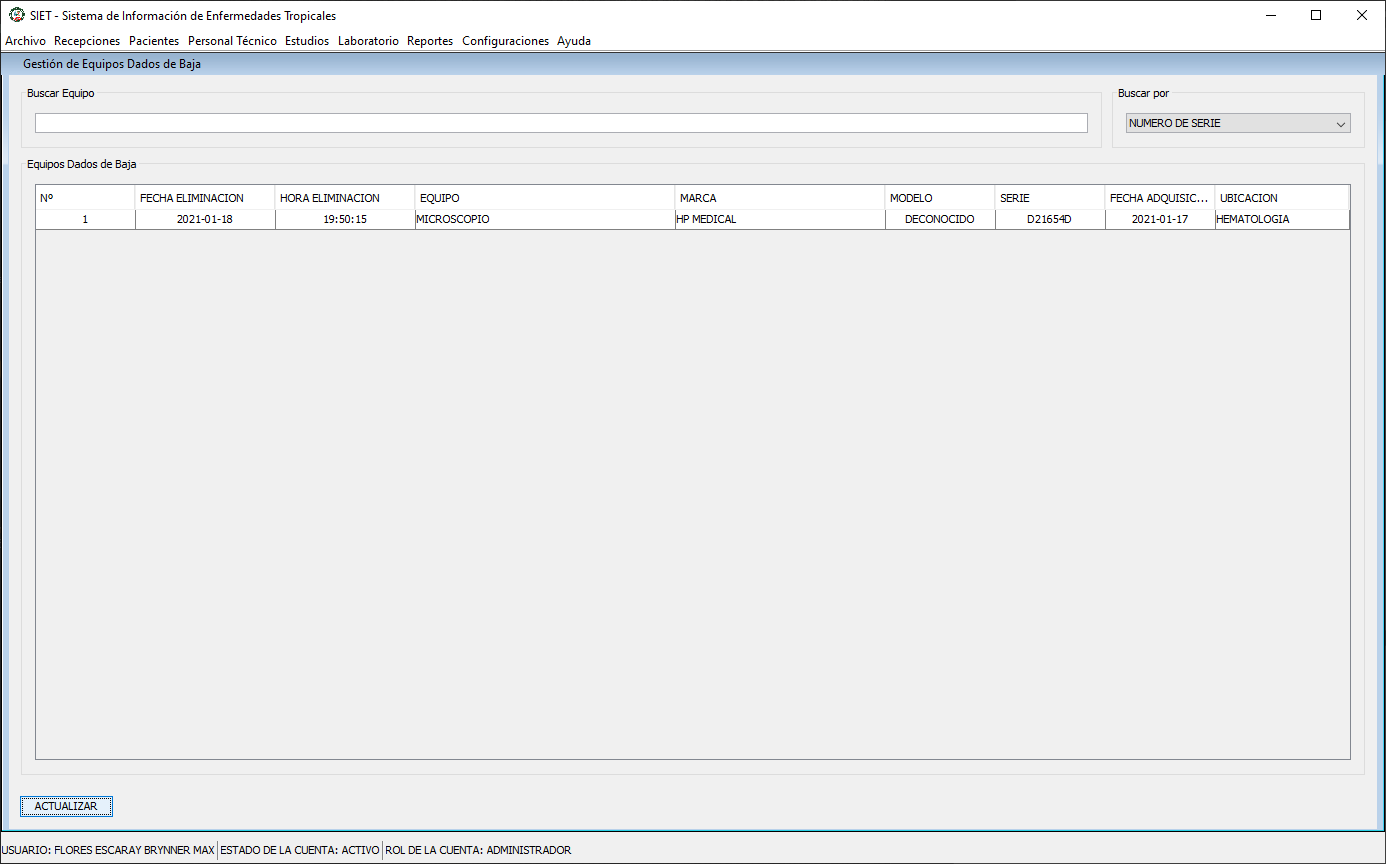 SIET - Sistema de Información de Enfermedades Tropicales
Archivo Recepciones Pacientes Personal Técnico Estudios Laboratorio Reportes Configuraciones Ayuda
Gestión de Equipos Dados de Baja
Buscar Equipo Buscar por
NUMERO DE SERIE
Equipos Dados de Baja
Nº FECHA ELIMINACION HORA ELIMINACION EQUIPO MARCA MODELO SERIE FECHA ADQUISIC... UBICACION
1 2021-01-18 19:50:15 MICROSCOPIO HP MEDICAL DECONOCIDO D21654D 2021-01-17 HEMATOLOGIA
ACTUALIZAR
USUARIO: FLORES ESCARAY BRYNNER MAX ESTADO DE LA CUENTA: ACTIVO ROL DE LA CUENTA: ADMINISTRADOR